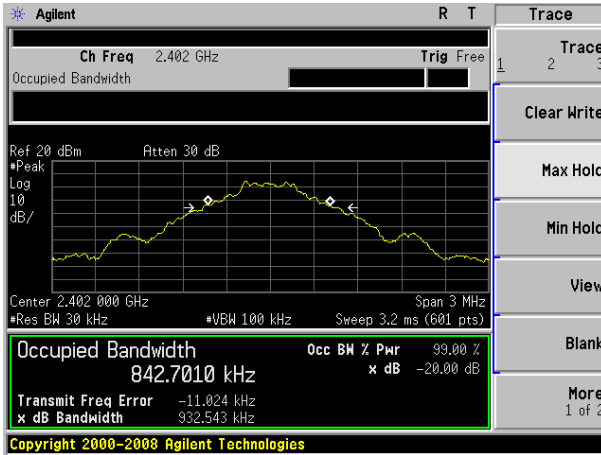 Agilent R T Trace
Ch Freq 2.402 GHz Trig Free
Occupied Bandwidth
Trace
1 2 3
Clear Write
Max Hold
Min Hold
View
Blank
More
1 of 2
Ref 20 dBm Atten 30 dB
#Peak
Log
10
dB/
Center 2.402 000 GHz Span 3 MHz
#Res BW 30 kHz #VBW 100 kHz Sweep 3.2 ms (601 pts)
Occupied Bandwidth Occ BW % Pwr 99.00 %
842.7010 kHz x dB -20.00 dB
Transmit Freq Error -11.024 kHz
x dB Bandwidth 932.543 kHz
Copyright 2000-2008 Agilent Technologies